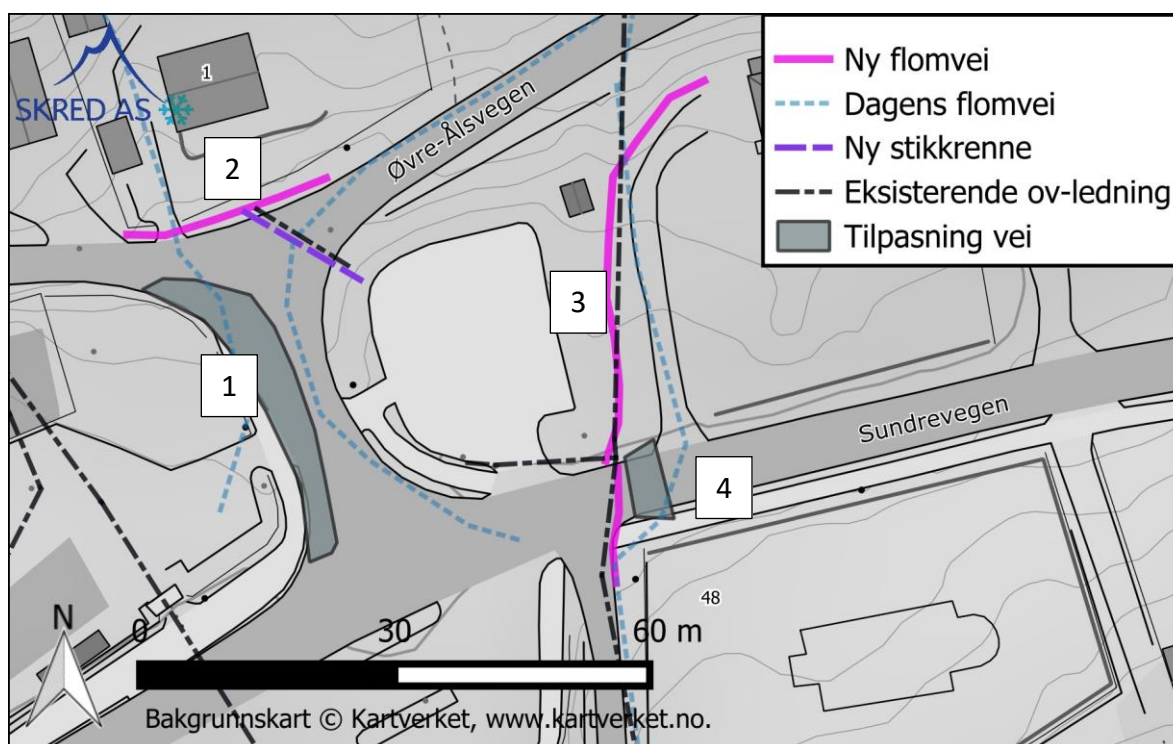 SKRED AS
1
2
Øvre-Ålsvegen
Ny flomvei
Dagens flomvei
Ny stikkrenne
Eksisterende ov-ledning
Tilpasning vei
3
1
Sundrevegen
4
48
N
0 30 60 m
Bakgrunnskart © Kartverket, www.kartverket.no.